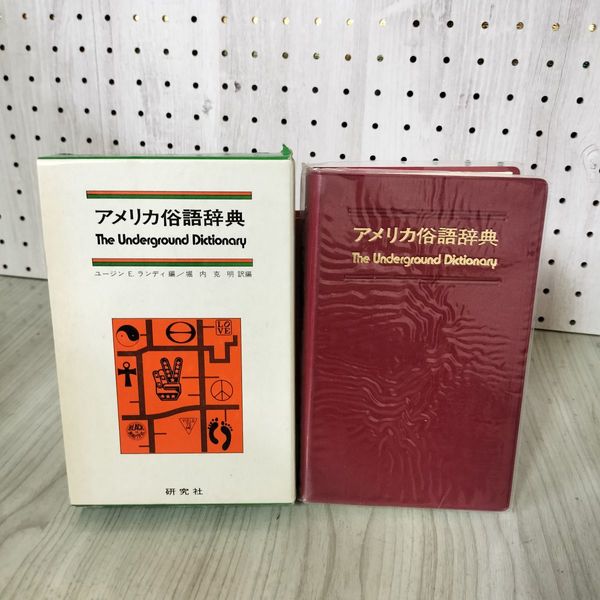 アメリカ俗語辞典
The Underground Dictionary
ユージン E. ランディ 編／堀 内 克 明 訳編
LO
VE
研究社
アメリカ俗語辞典
The Underground Dictionary